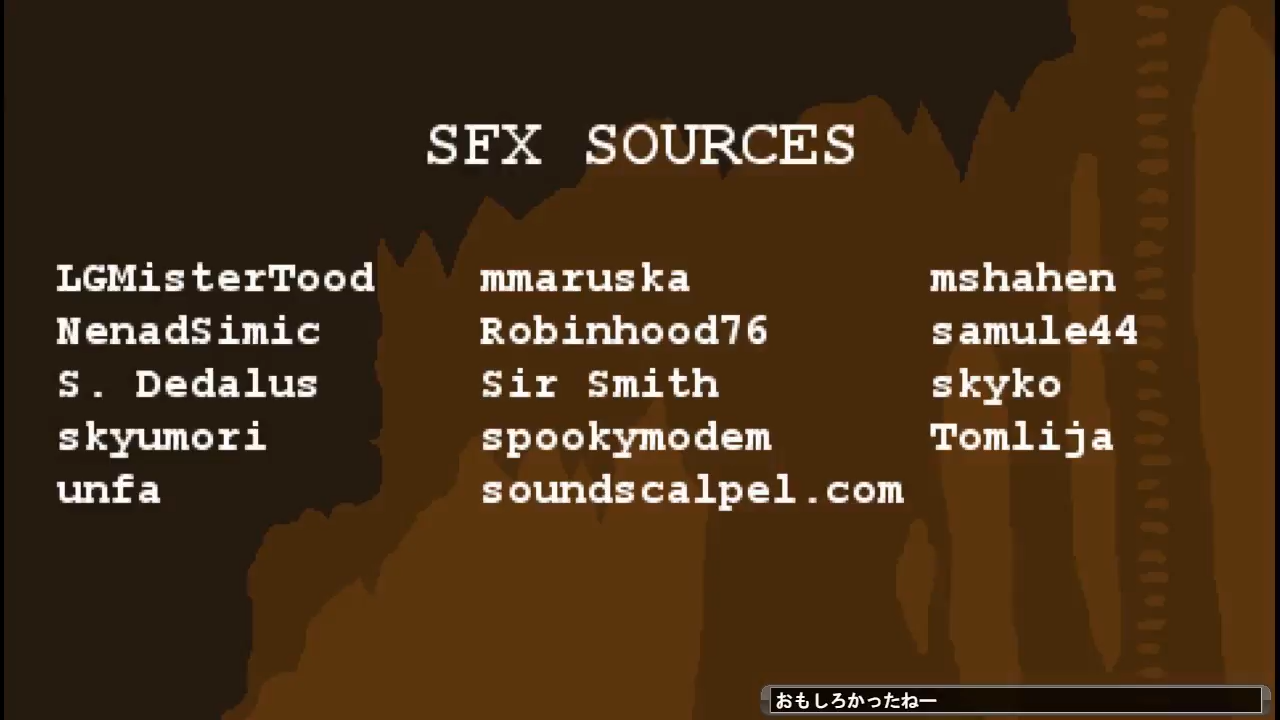 SFX SOURCES
LGMisterTood mmaruska mshahen
NenadSimic Robinhood76 samule44
S. Dedalus Sir Smith skyko
skyumori spookymodem Tomlija
unfa soundscalpel.com
おもしろかったねー